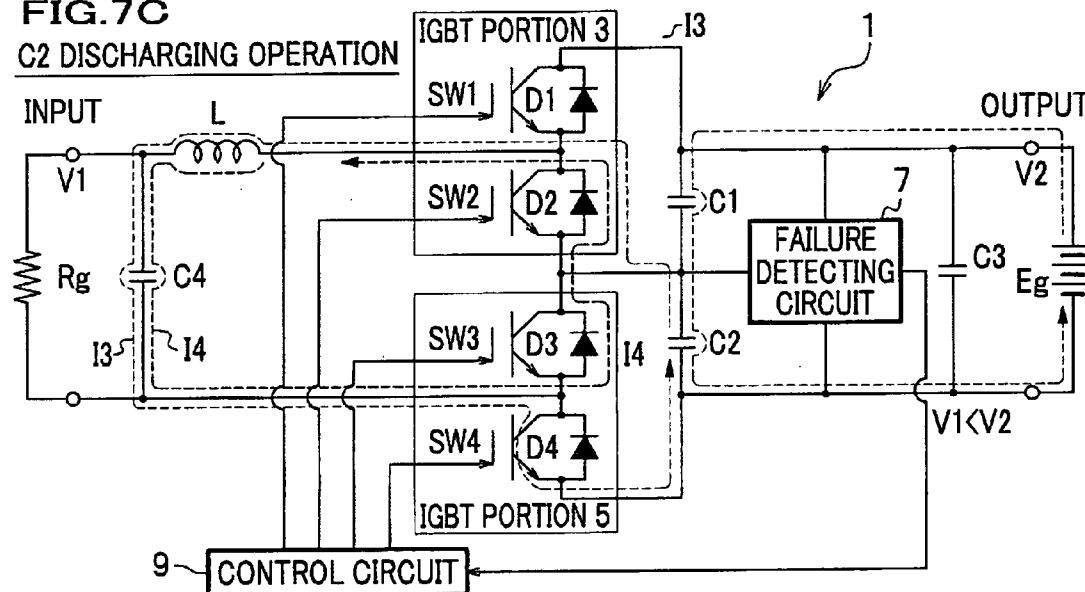 FIG.7C
C2 DISCHARGING OPERATION
IGBT PORTION 3
I3
1
INPUT
L
SW1
D1
OUTPUT
V1
V2
SW2
D2
C1
7
FAILURE
DETECTING
CIRCUIT
C3
Rg
C4
Eg
I3
I4
SW3
D3
I4
C2
V1<V2
SW4
D4
IGBT PORTION 5
9
CONTROL CIRCUIT